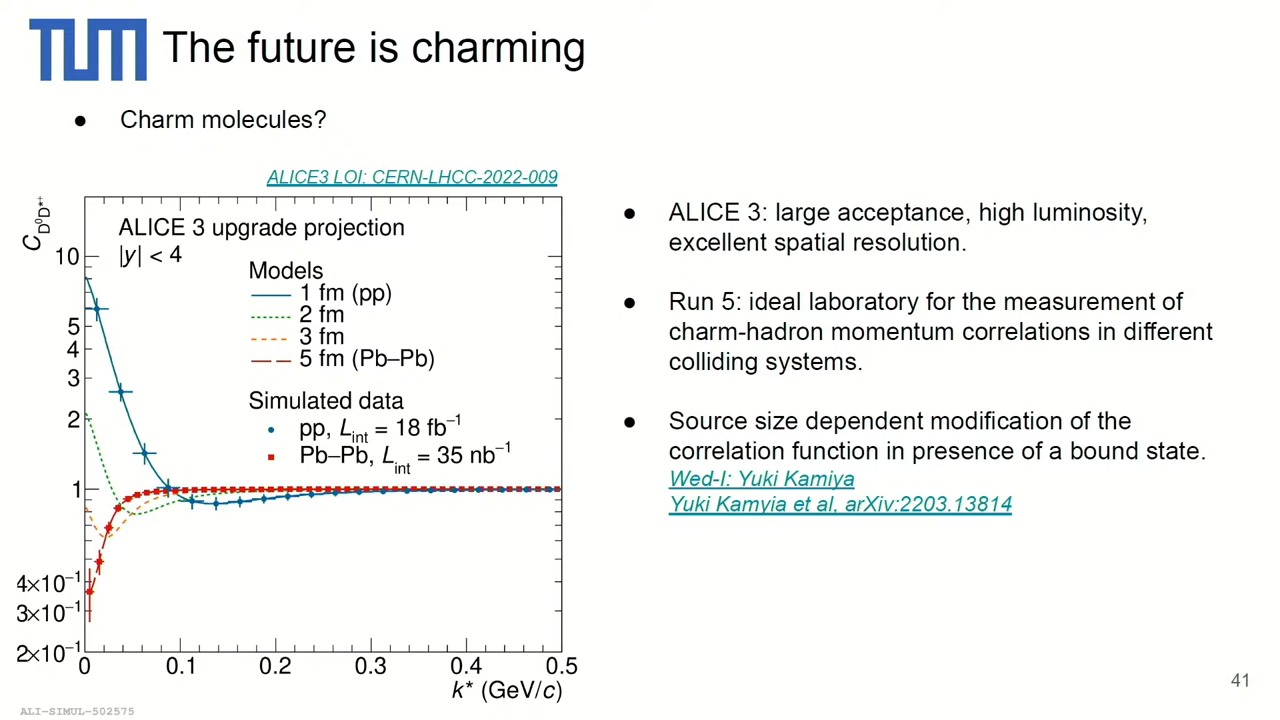 TUM
The future is charming
● Charm molecules?
ALICE3 LOI: CERN-LHCC-2022-009
C_{D⁰D*⁺}
ALICE 3 upgrade projection
|y| < 4
Models
1 fm (pp)
2 fm
3 fm
5 fm (Pb–Pb)
Simulated data
pp, L_int = 18 fb⁻¹
Pb–Pb, L_int = 35 nb⁻¹
10
5
4
3
2
1
4×10⁻¹
3×10⁻¹
2×10⁻¹
0 0.1 0.2 0.3 0.4 0.5
k* (GeV/c)
ALI-SIMUL-502575
● ALICE 3: large acceptance, high luminosity,
excellent spatial resolution.
● Run 5: ideal laboratory for the measurement of
charm-hadron momentum correlations in different
colliding systems.
● Source size dependent modification of the
correlation function in presence of a bound state.
Wed-I: Yuki Kamiya
Yuki Kamyia et al, arXiv:2203.13814
41